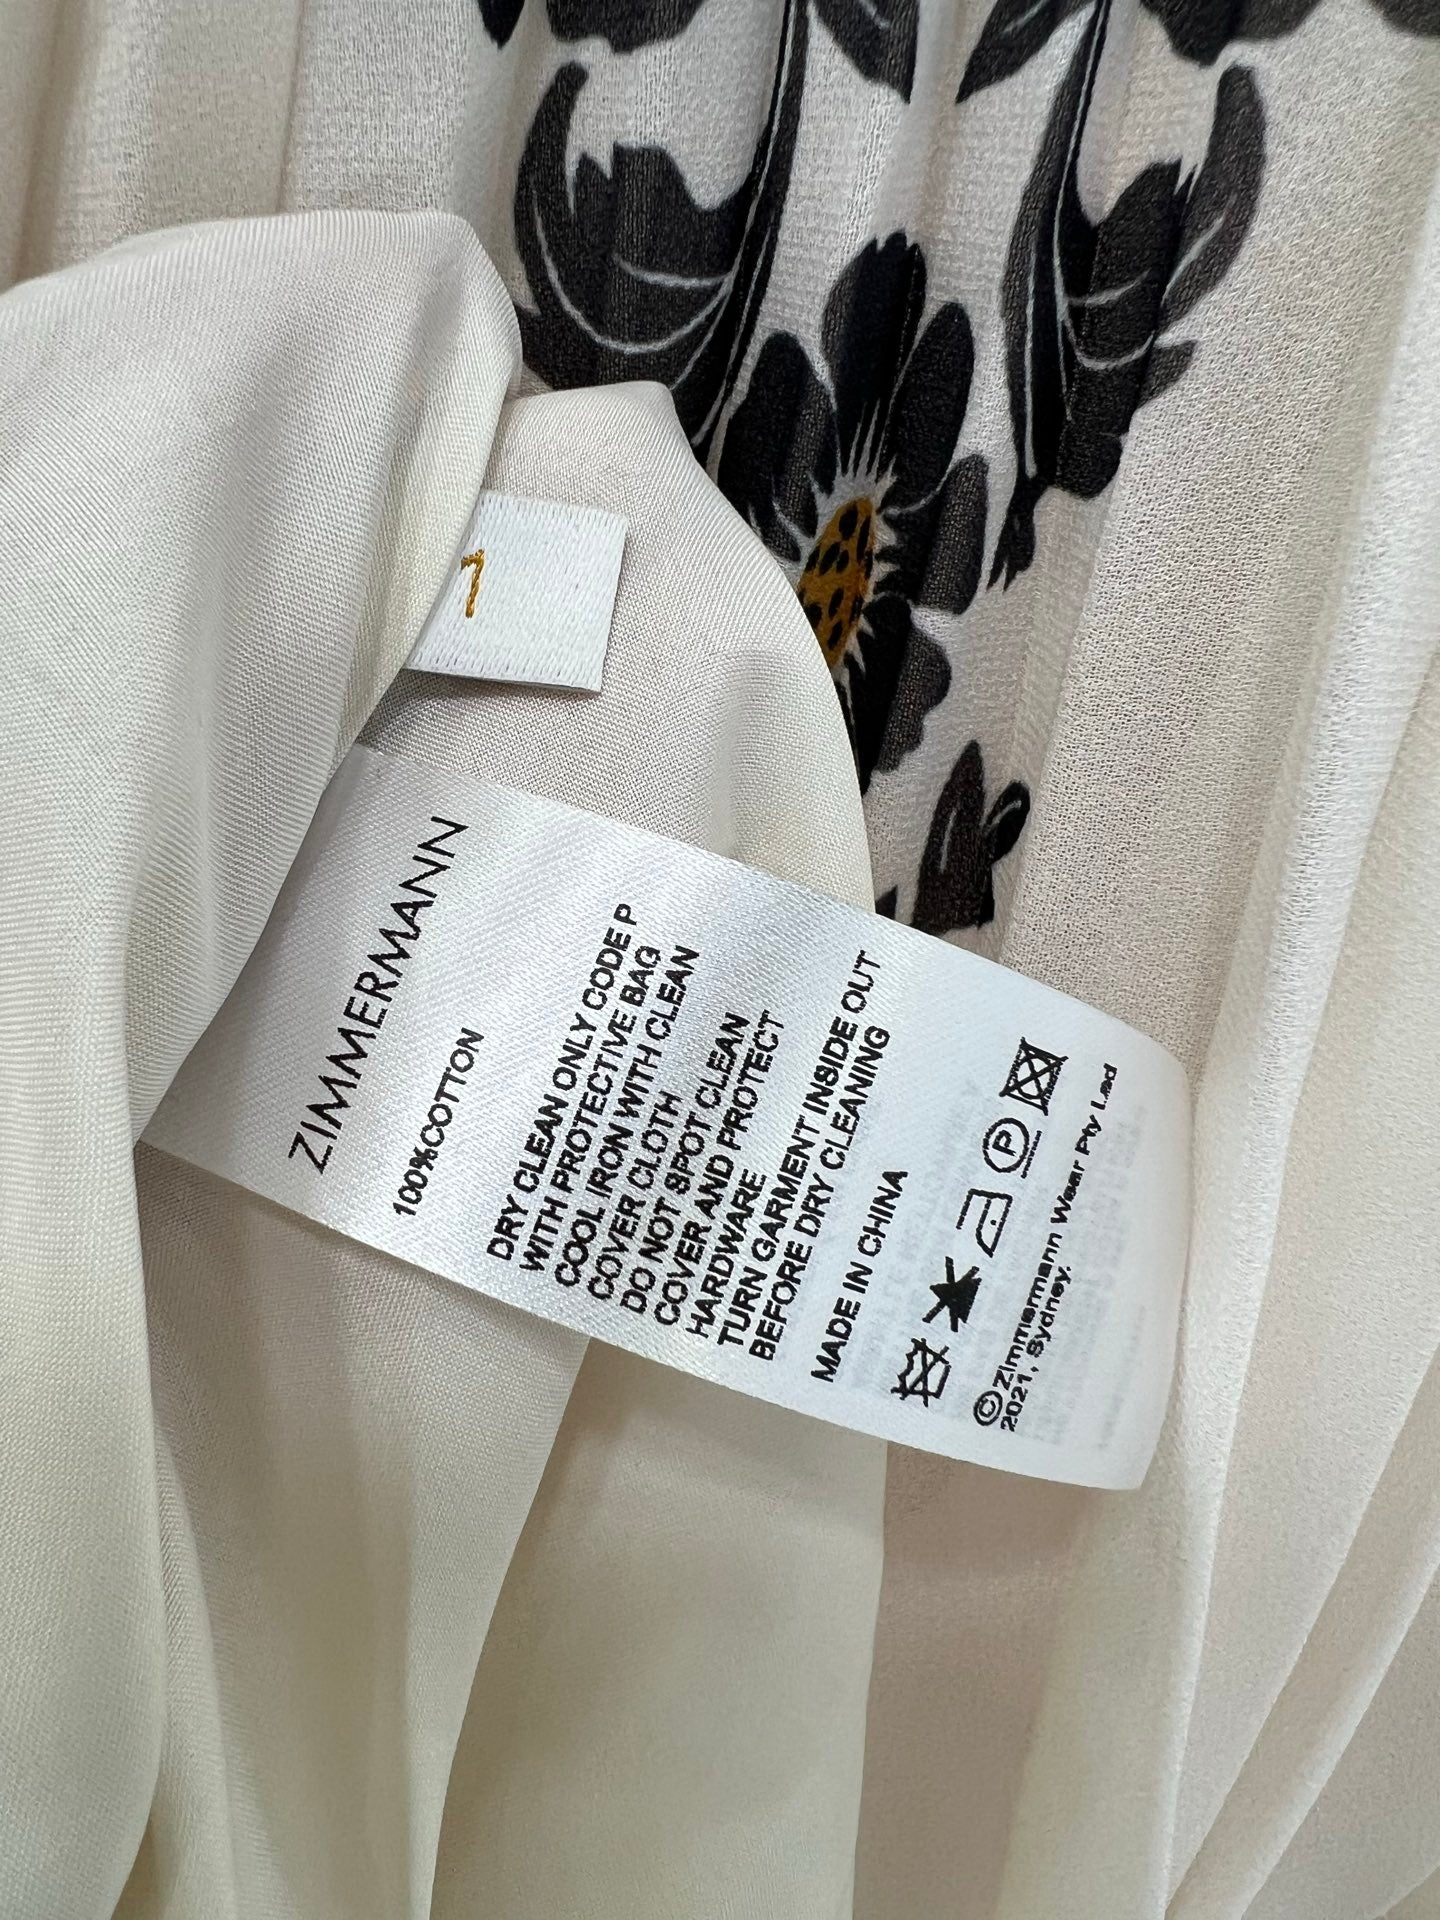 1
ZIMMERMANN
100%COTTON
DRY CLEAN ONLY CODE P
WITH PROTECTIVE BAG
COOL IRON WITH CLEAN
COVER CLOTH
DO NOT SPOT CLEAN
COVER AND PROTECT
HARDWARE
TURN GARMENT INSIDE OUT
BEFORE DRY CLEANING
MADE IN CHINA
P
©Zimmermann Wear Pty Lad
2021, Sydney.